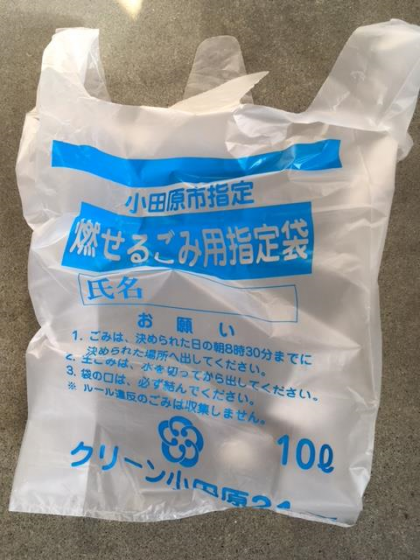 小田原市指定
燃せるごみ用指定袋
氏名
お願い
1. ごみは、決められた日の朝8時30分までに
決められた場所へ出してください。
2. 生ごみは、水を切ってから出してください。
3. 袋の口は、必ず結んでください。
※ ルール違反のごみは収集しません。
10ℓ
クリーン小田原21